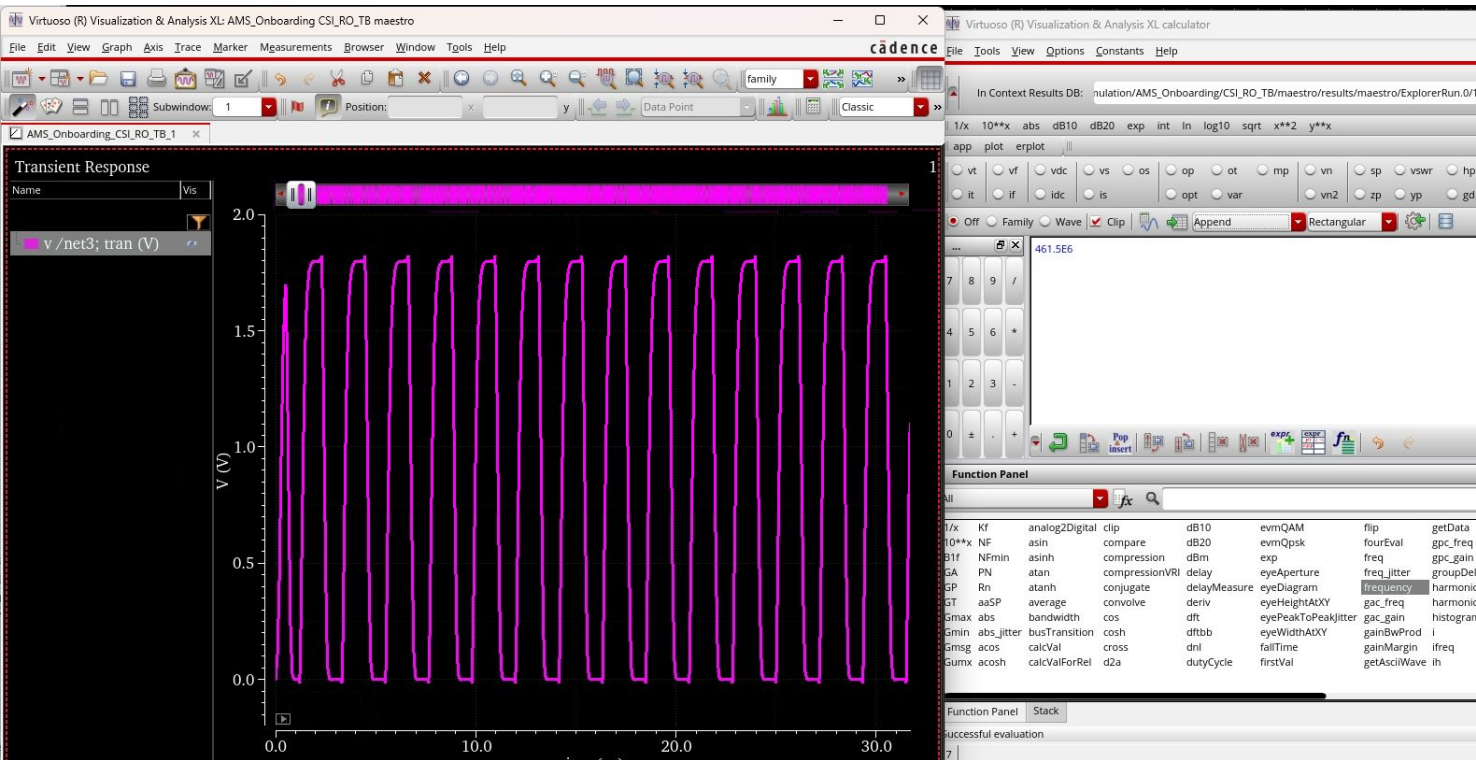 Virtuoso (R) Visualization & Analysis XL: AMS_Onboarding CSI_RO_TB maestro
File Edit View Graph Axis Trace Marker Measurements Browser Window Tools Help
cādence
family
Subwindow: 1
Position: x y
Data Point
Classic
AMS_Onboarding_CSI_RO_TB_1
Transient Response
1
Name Vis
v /net3; tran (V)
2.0
1.5
1.0
0.5
0.0
V (V)
0.0 10.0 20.0 30.0
Virtuoso (R) Visualization & Analysis XL calculator
File Tools View Options Constants Help
In Context Results DB: nulation/AMS_Onboarding/CSI_RO_TB/maestro/results/maestro/ExplorerRun.0/1
1/x 10**x abs dB10 dB20 exp int ln log10 sqrt x**2 y**x
app plot erplot
vt vf vdc vs os op ot mp vn sp vswr hp
it if idc is opt var vn2 zp yp gd
Off Family Wave Clip Append Rectangular
...
461.5E6
7 8 9 /
4 5 6 *
1 2 3 -
0 ± . +
Pop insert
expr
expr
fn
Function Panel
All
fx
1/x Kf analog2Digital clip dB10 evmQAM flip getData
10**x NF asin compare dB20 evmQpsk fourEval gpc_freq
B1f NFmin asinh compression dBm exp freq gpc_gain
GA PN atan compressionVRI delay eyeAperture freq_jitter groupDel
GP Rn atanh conjugate delayMeasure eyeDiagram frequency harmonic
GT aaSP average convolve deriv eyeHeightAtXY gac_freq harmonic
Gmax abs bandwidth cos dft eyePeakToPeakJitter gac_gain histogram
Gmin abs_jitter busTransition cosh dftbb eyeWidthAtXY gainBwProd i
Gmsg acos calcVal cross dnl fallTime gainMargin ifreq
Gumx acosh calcValForRel d2a dutyCycle firstVal getAsciiWave ih
Function Panel Stack
Successful evaluation
7